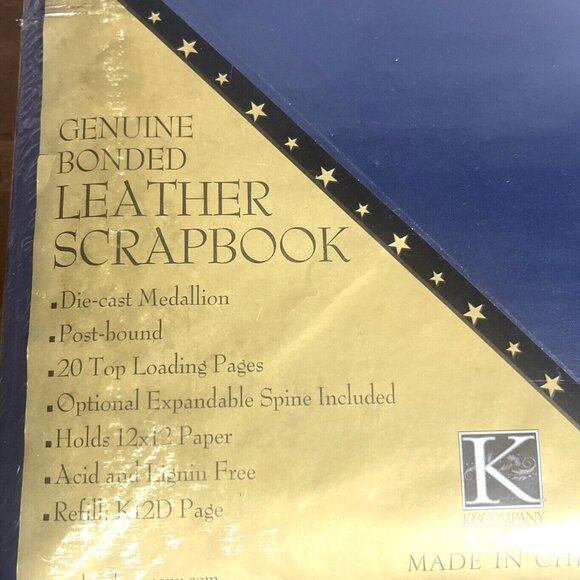 GENUINE
BONDED
LEATHER
SCRAPBOOK
▪Die-cast Medallion
▪Post-bound
▪20 Top Loading Pages
▪Optional Expandable Spine Included
▪Holds 12x12 Paper
▪Acid and Lignin Free
▪Refill: K12D Page
K
K&COMPANY
MADE IN CHI